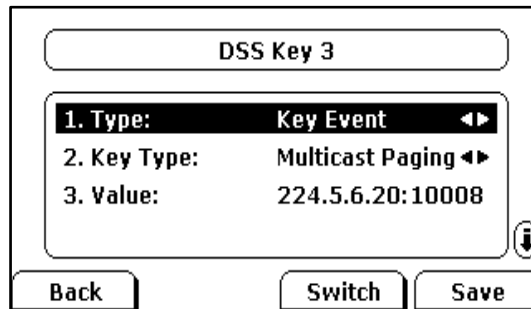 DSS Key 3
1. Type: Key Event
2. Key Type: Multicast Paging
3. Value: 224.5.6.20:10008
Back Switch Save